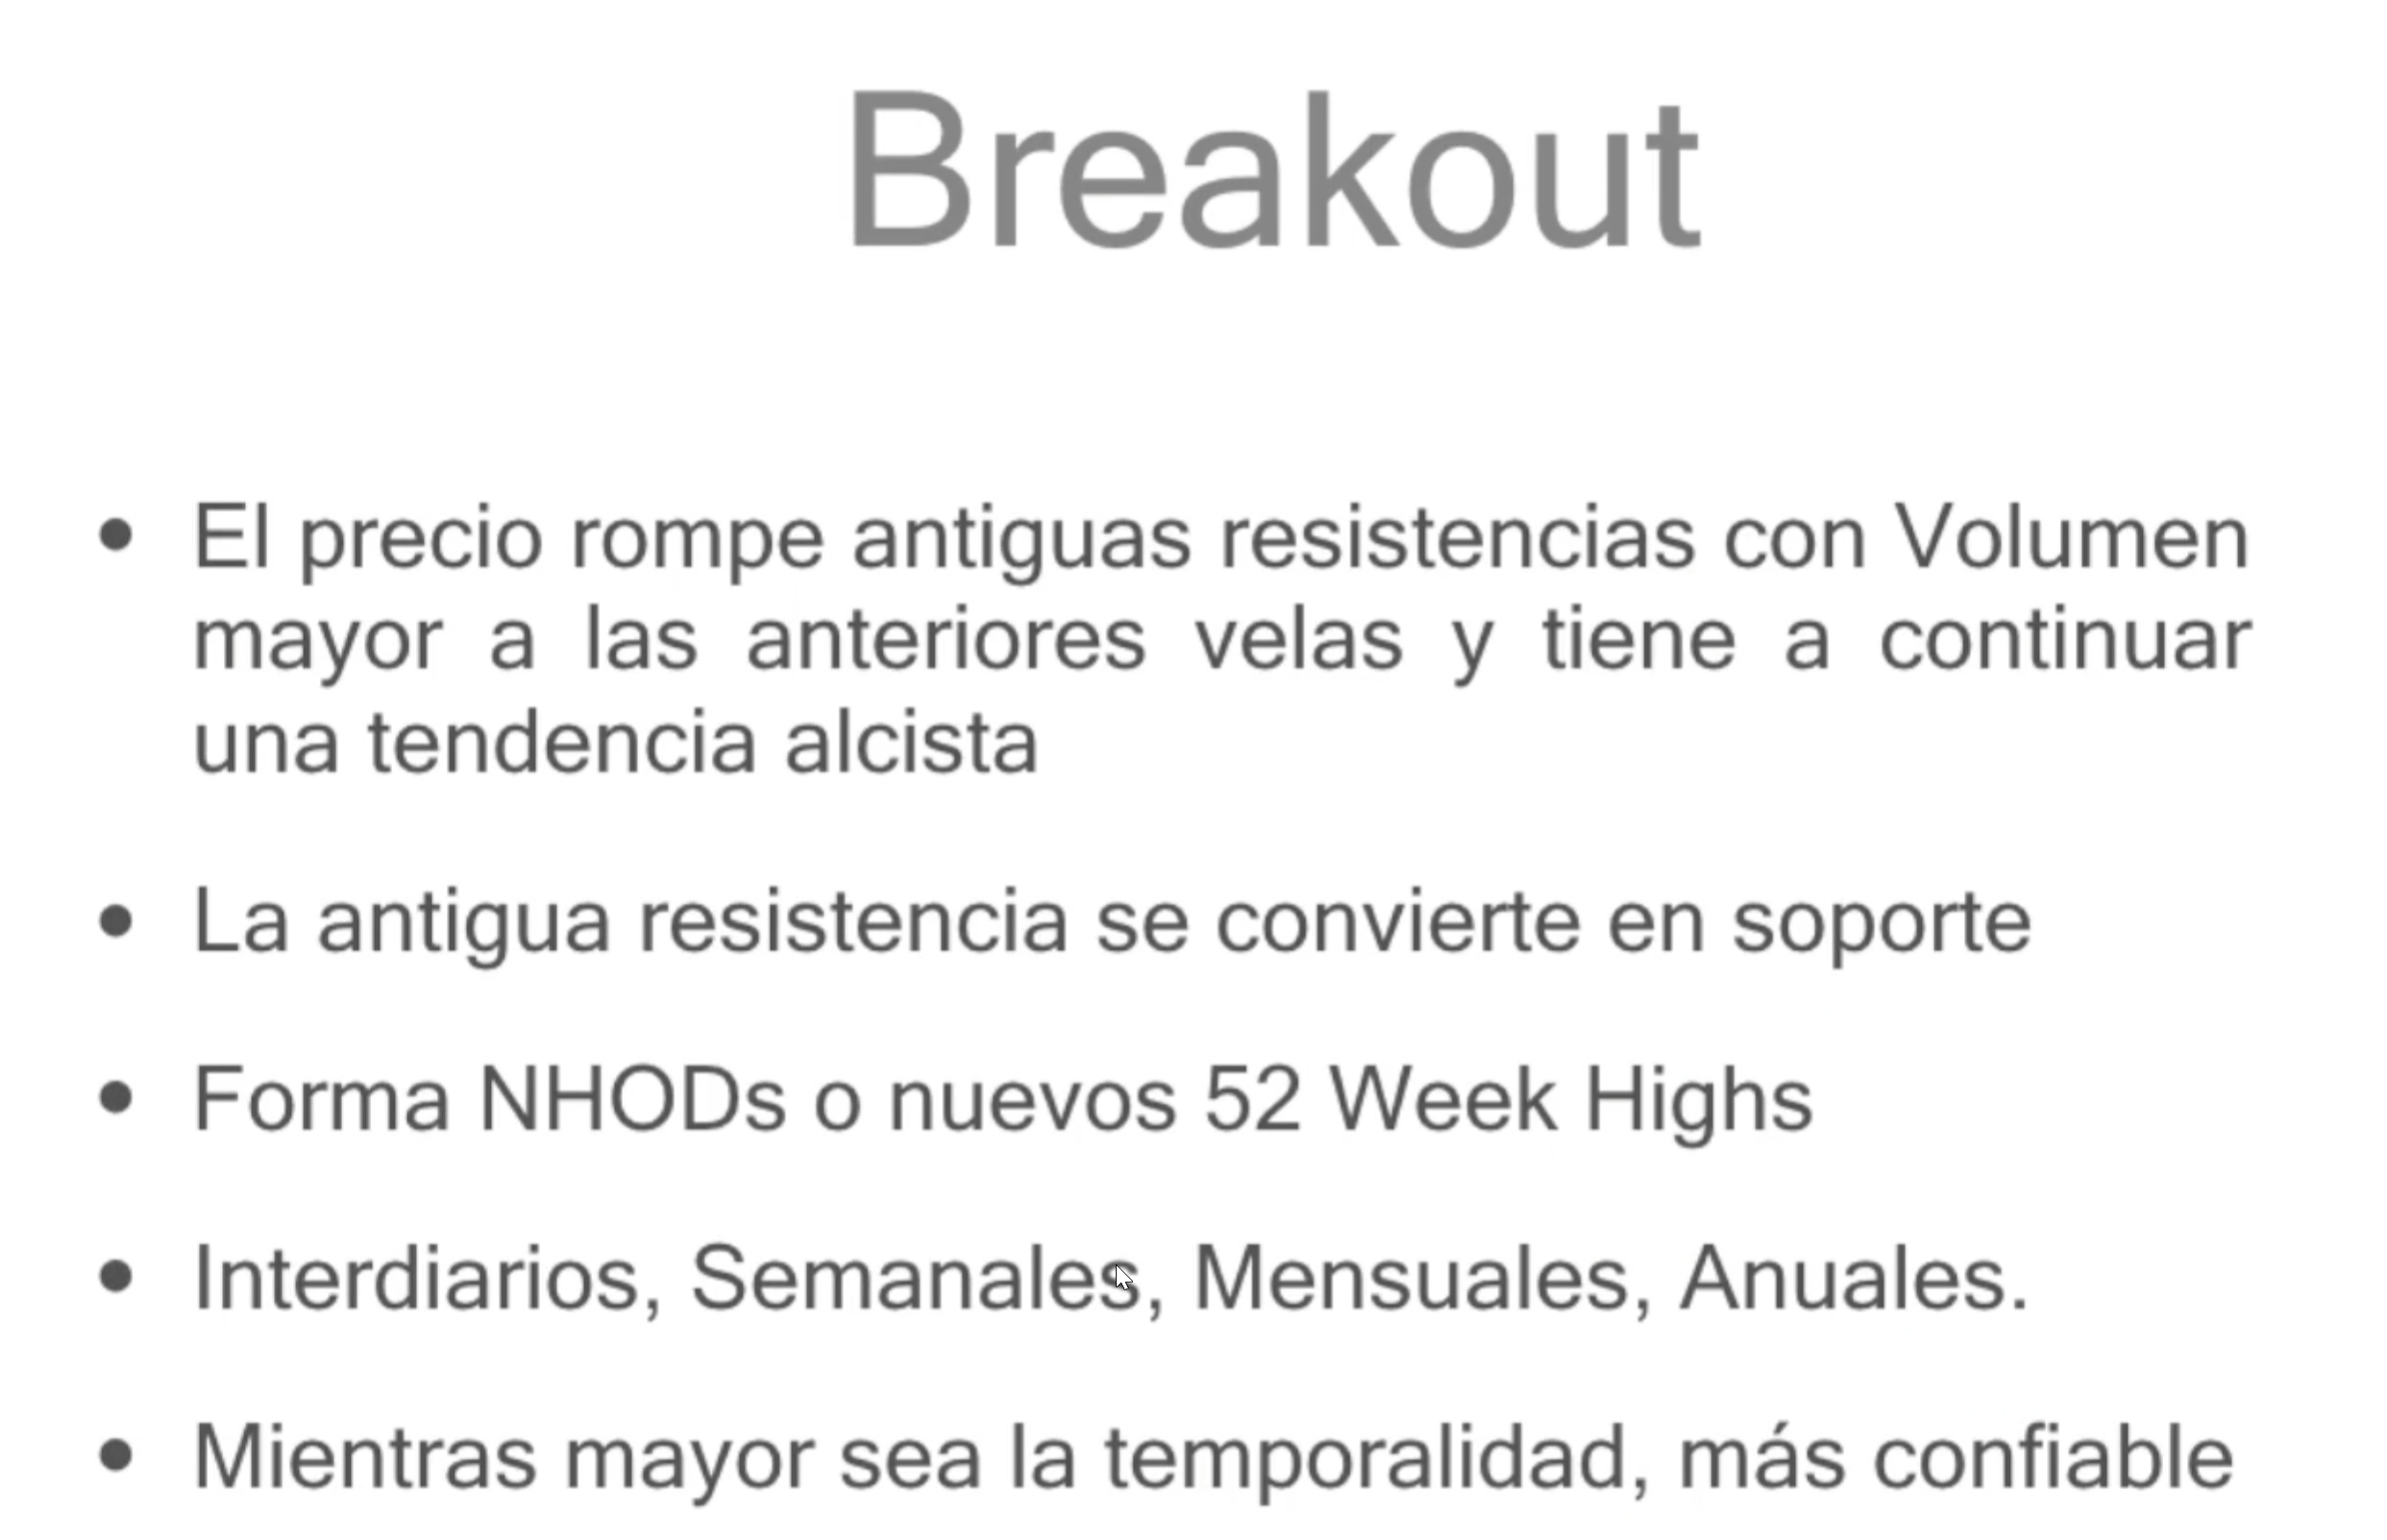 Breakout
• El precio rompe antiguas resistencias con Volumen
mayor a las anteriores velas y tiene a continuar
una tendencia alcista
• La antigua resistencia se convierte en soporte
• Forma NHODs o nuevos 52 Week Highs
• Interdiarios, Semanales, Mensuales, Anuales.
• Mientras mayor sea la temporalidad, más confiable